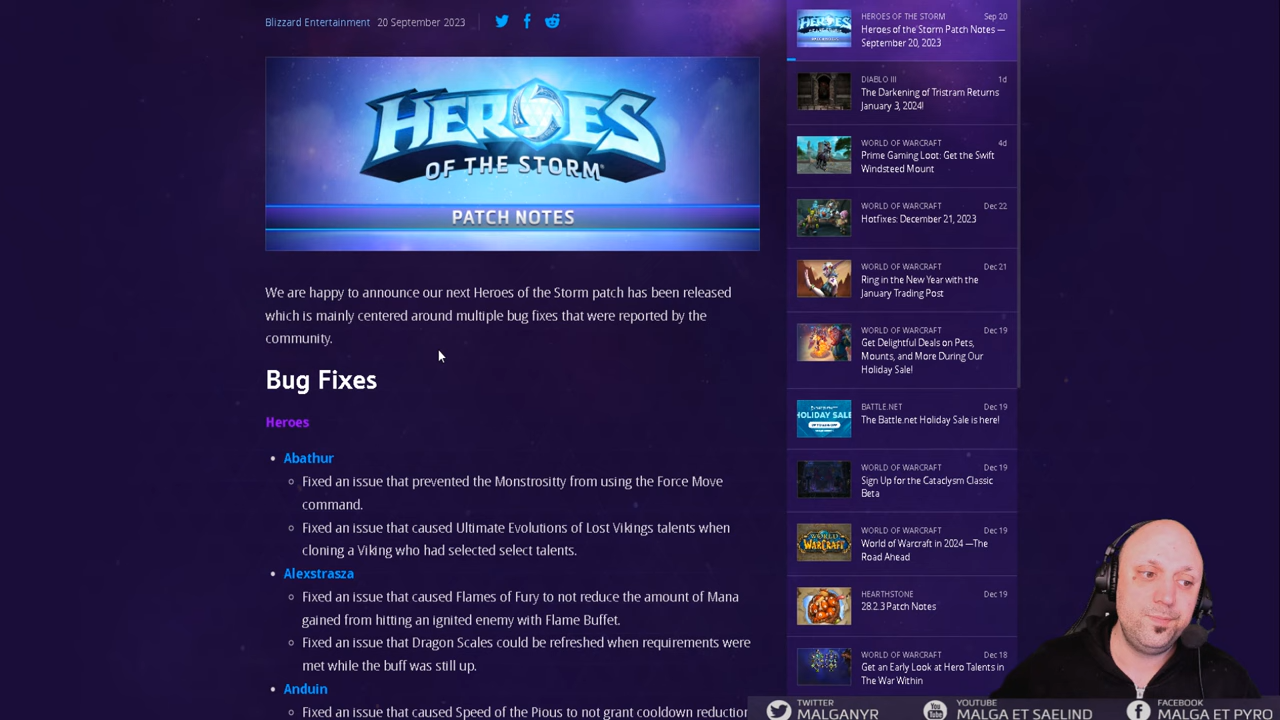 Blizzard Entertainment 20 September 2023
HEROES
OF THE STORM
PATCH NOTES
We are happy to announce our next Heroes of the Storm patch has been released
which is mainly centered around multiple bug fixes that were reported by the
community.
Bug Fixes
Heroes
• Abathur
Fixed an issue that prevented the Monstrositty from using the Force Move
command.
Fixed an issue that caused Ultimate Evolutions of Lost Vikings talents when
cloning a Viking who had selected select talents.
• Alexstrasza
Fixed an issue that caused Flames of Fury to not reduce the amount of Mana
gained from hitting an ignited enemy with Flame Buffet.
Fixed an issue that Dragon Scales could be refreshed when requirements were
met while the buff was still up.
• Anduin
Fixed an issue that caused Speed of the Pious to not grant cooldown reduction
HEROES OF THE STORM Sep 20
Heroes of the Storm Patch Notes —
September 20, 2023
DIABLO III 1d
The Darkening of Tristram Returns
January 3, 2024!
WORLD OF WARCRAFT 4d
Prime Gaming Loot: Get the Swift
Windsteed Mount
WORLD OF WARCRAFT Dec 22
Hotfixes: December 21, 2023
WORLD OF WARCRAFT Dec 21
Ring in the New Year with the
January Trading Post
WORLD OF WARCRAFT Dec 19
Get Delightful Deals on Pets,
Mounts, and More During Our
Holiday Sale!
BATTLE.NET Dec 19
HOLIDAY SALE
The Battle.net Holiday Sale is here!
WORLD OF WARCRAFT Dec 19
Sign Up for the Cataclysm Classic
Beta
WORLD OF WARCRAFT Dec 19
WARCRAFT
World of Warcraft in 2024 —The
Road Ahead
HEARTHSTONE Dec 19
28.2.3 Patch Notes
WORLD OF WARCRAFT Dec 18
Get an Early Look at Hero Talents in
The War Within
TWITTER
MALGANYR
You
Tube
YOUTUBE
MALGA ET SAELIND
FACEBOOK
MALGA ET PYRO